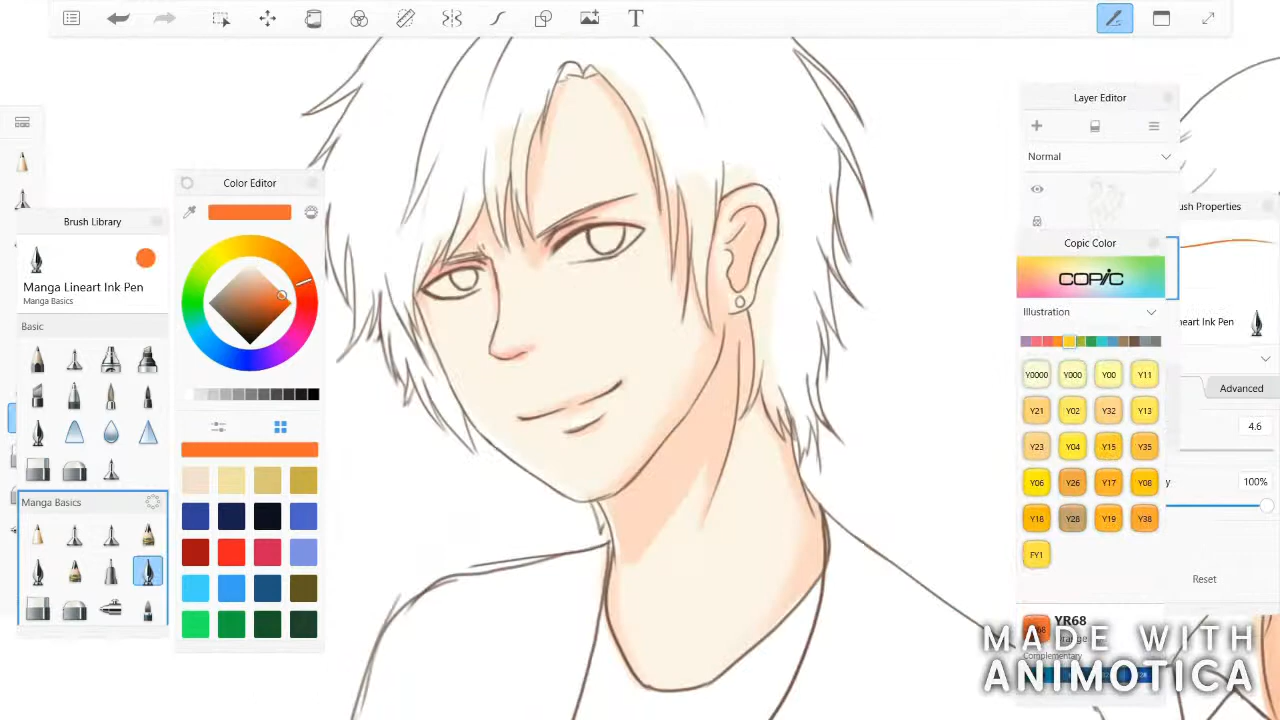 T
Layer Editor
Normal
Color Editor
Brush Library
Manga Lineart Ink Pen
Manga Basics
Basic
Manga Basics
Copic Color
COPIC
Illustration
Y0000 Y000 Y00 Y11
Y21 Y02 Y32 Y13
Y23 Y04 Y15 Y35
Y06 Y26 Y17 Y08
Y18 Y28 Y19 Y38
FY1
YR68
Orange
Complementary
ush Properties
neart Ink Pen
Advanced
4.6
y 100%
Reset
MADE WITH
ANIMOTICA